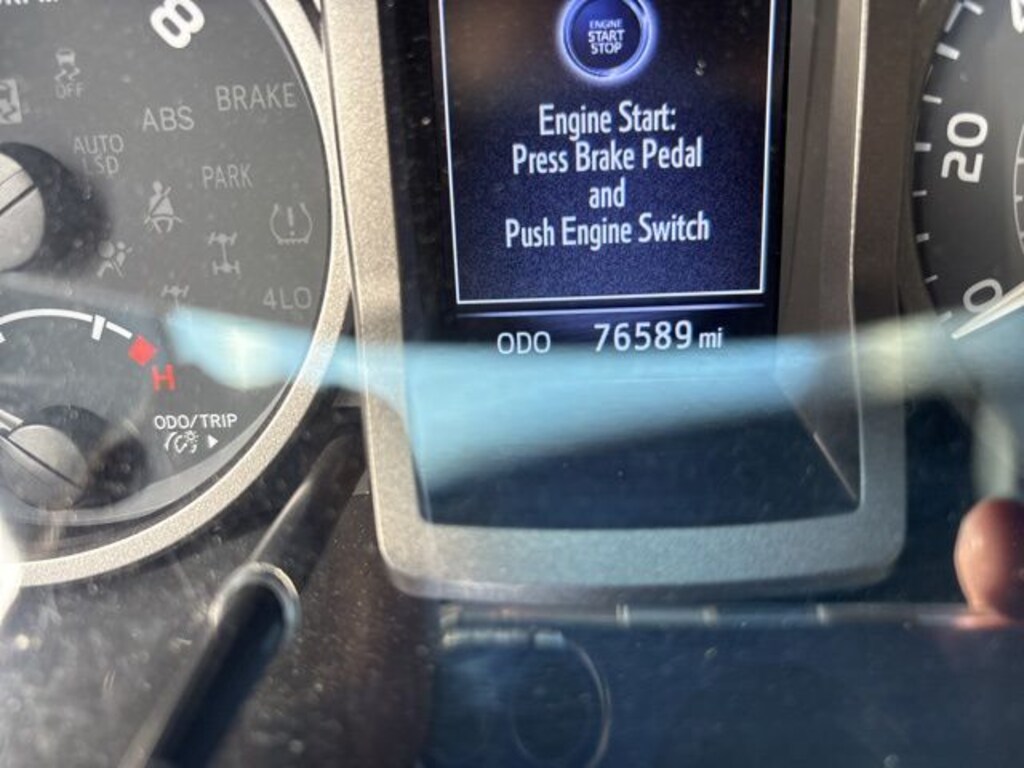 8
OFF
ABS
BRAKE
AUTO
LSD
PARK
4LO
H
ODO/TRIP
ENGINE
START
STOP
Engine Start:
Press Brake Pedal
and
Push Engine Switch
ODO 76589 mi
20
0